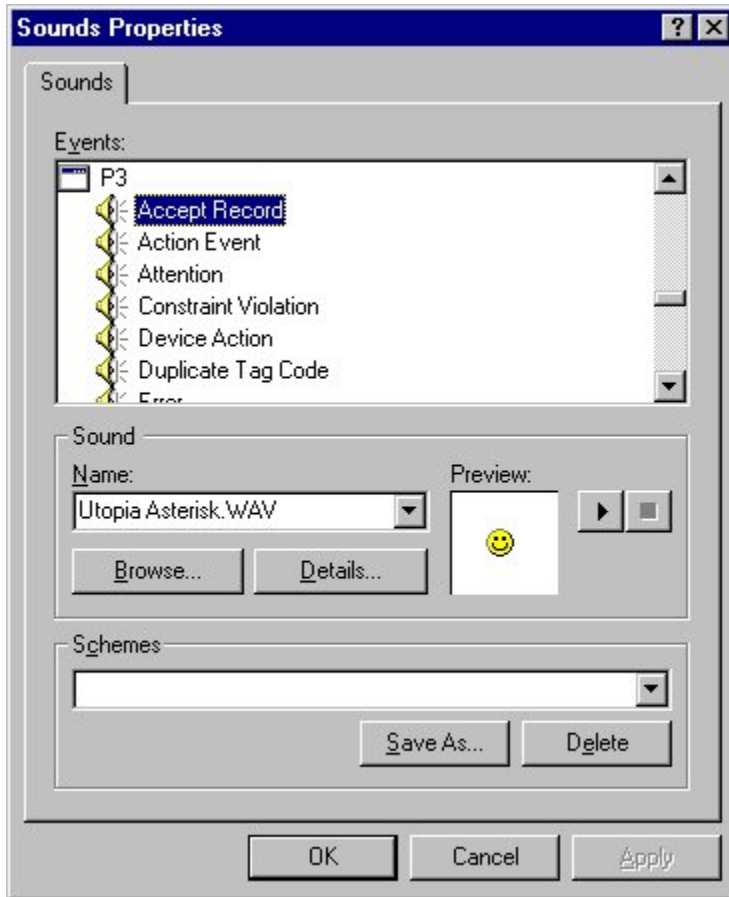 Sounds Properties
Sounds
Events:
P3
Accept Record
Action Event
Attention
Constraint Violation
Device Action
Duplicate Tag Code
Error
Sound
Name:
Preview:
Utopia Asterisk.WAV
Browse...
Details...
Schemes
Save As...
Delete
OK
Cancel
Apply